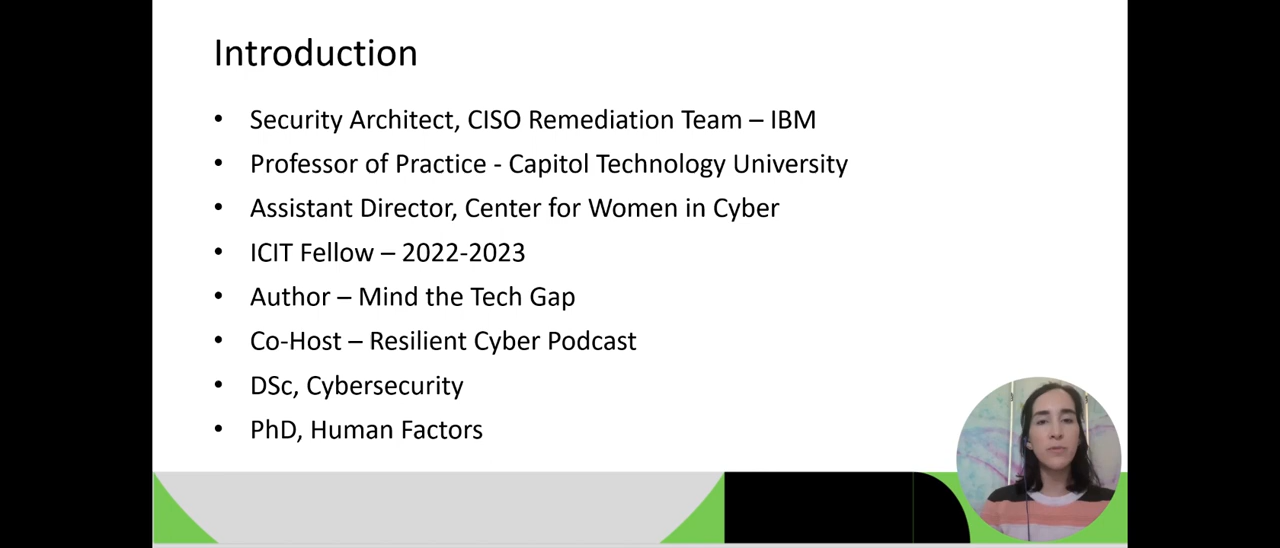 Introduction
• Security Architect, CISO Remediation Team – IBM
• Professor of Practice - Capitol Technology University
• Assistant Director, Center for Women in Cyber
• ICIT Fellow – 2022-2023
• Author – Mind the Tech Gap
• Co-Host – Resilient Cyber Podcast
• DSc, Cybersecurity
• PhD, Human Factors